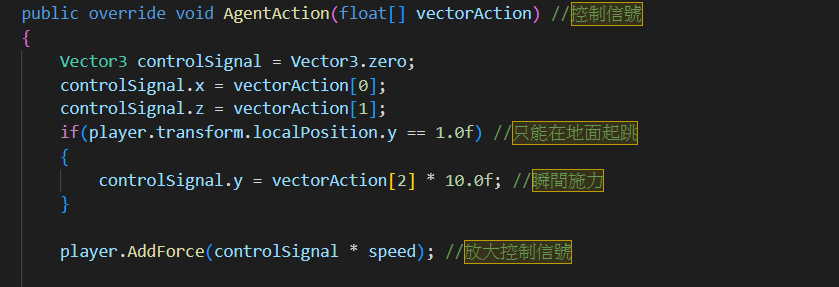 public override void AgentAction(float[] vectorAction) //控制信號
{
Vector3 controlSignal = Vector3.zero;
controlSignal.x = vectorAction[0];
controlSignal.z = vectorAction[1];
if(player.transform.localPosition.y == 1.0f) //只能在地面起跳
{
controlSignal.y = vectorAction[2] * 10.0f; //瞬間施力
}
player.AddForce(controlSignal * speed); //放大控制信號